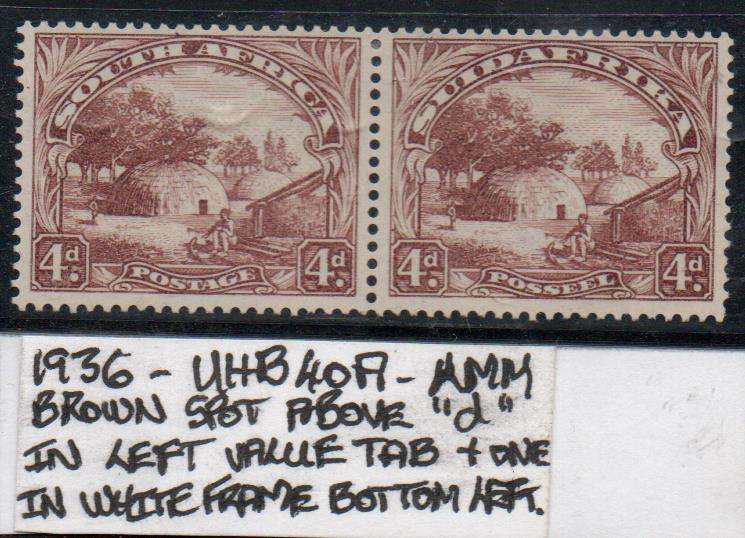 SOUTH AFRICA
4d.
POSTAGE
4d.
SUIDAFRIKA
4d.
POSSEEL
4d.
1936 - UHB 40A - LMM
BROWN SPOT ABOVE "d"
IN LEFT VALUE TAB + ONE
IN WHITE FRAME BOTTOM LEFT.